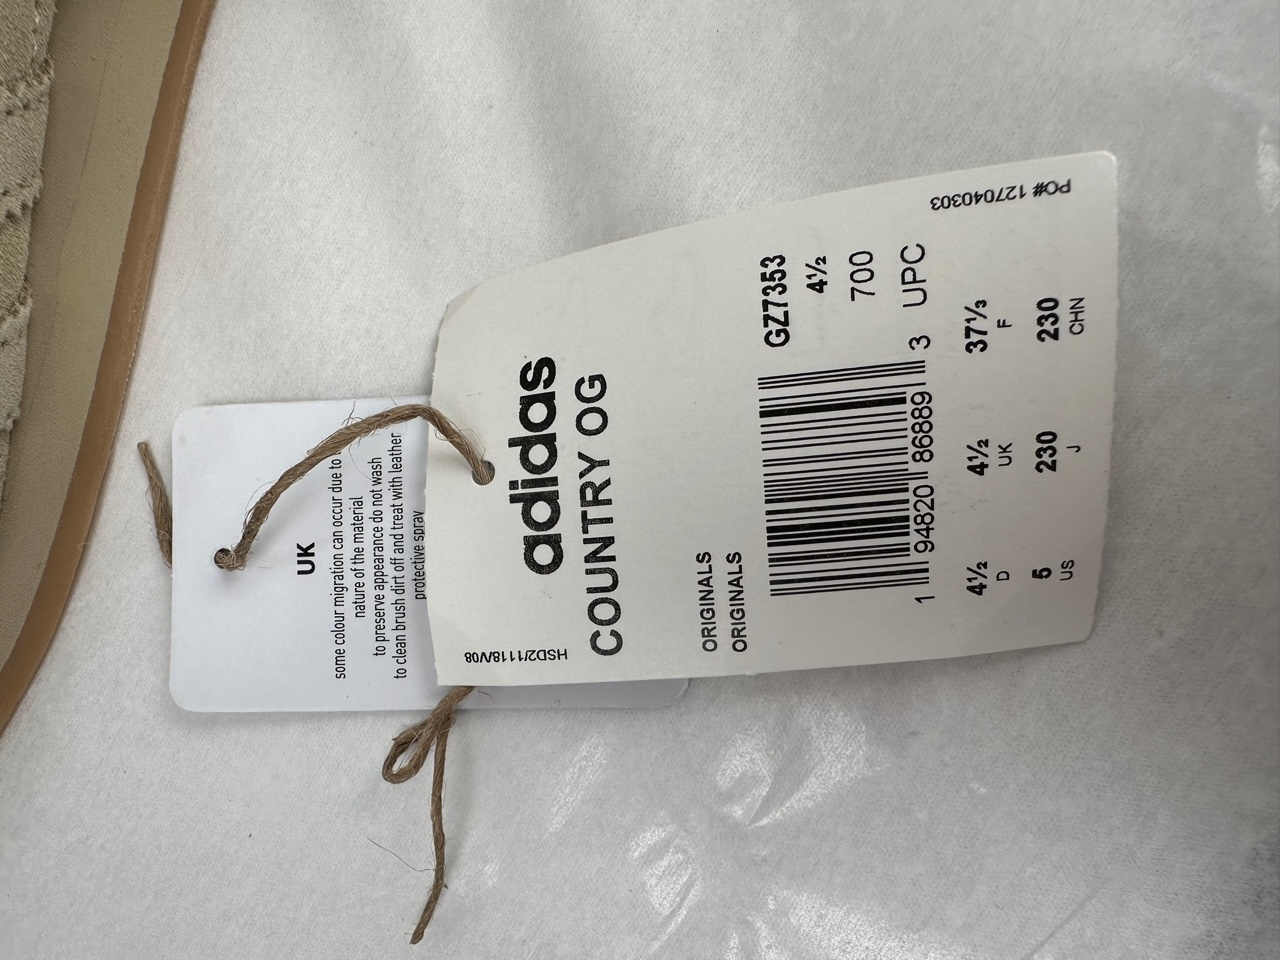 UK
some colour migration can occur due to
nature of the material
to preserve appearance do not wash
to clean brush dirt off and treat with leather
protective spray
HSD2/1118/V08
adidas
COUNTRY OG
ORIGINALS
ORIGINALS
GZ7353
4½
700
1 94820 86889 3 UPC
4½ 4½ 37⅓
D UK F
5 230 230
US J CHN
PO# 127040303